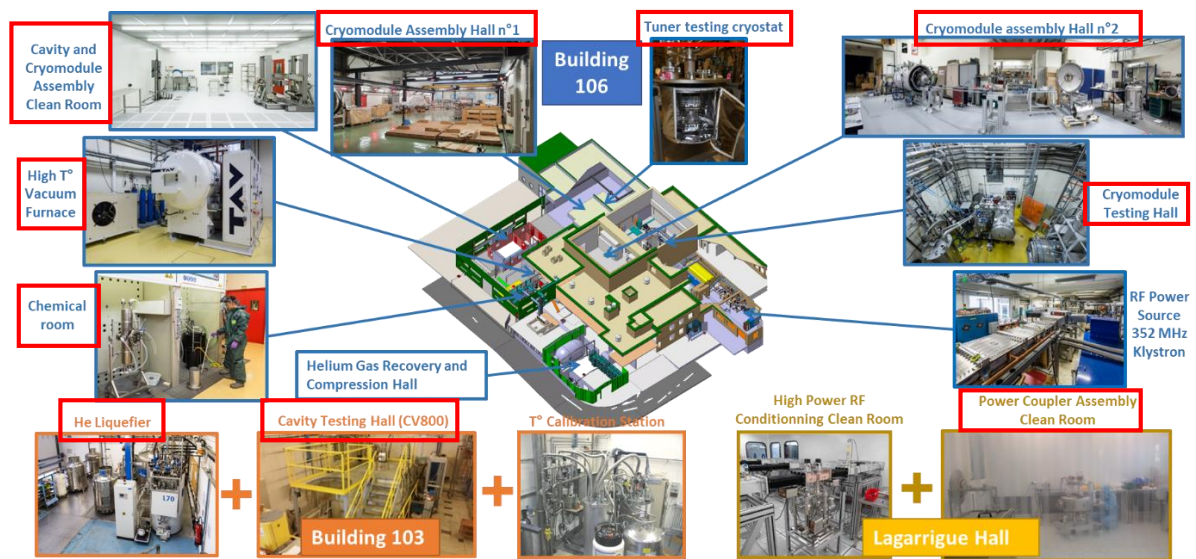 Cavity and
Cryomodule
Assembly
Clean Room
Cryomodule Assembly Hall n°1
Building
106
Tuner testing cryostat
Cryomodule assembly Hall n°2
High T°
Vacuum
Furnace
TAV
TAV
Cryomodule
Testing Hall
Chemical
room
Helium Gas Recovery and
Compression Hall
RF Power
Source
352 MHz
Klystron
He Liquefier
L70
+
Cavity Testing Hall (CV800)
Building 103
+
T° Calibration Station
High Power RF
Conditionning Clean Room
+
Power Coupler Assembly
Clean Room
Lagarrigue Hall